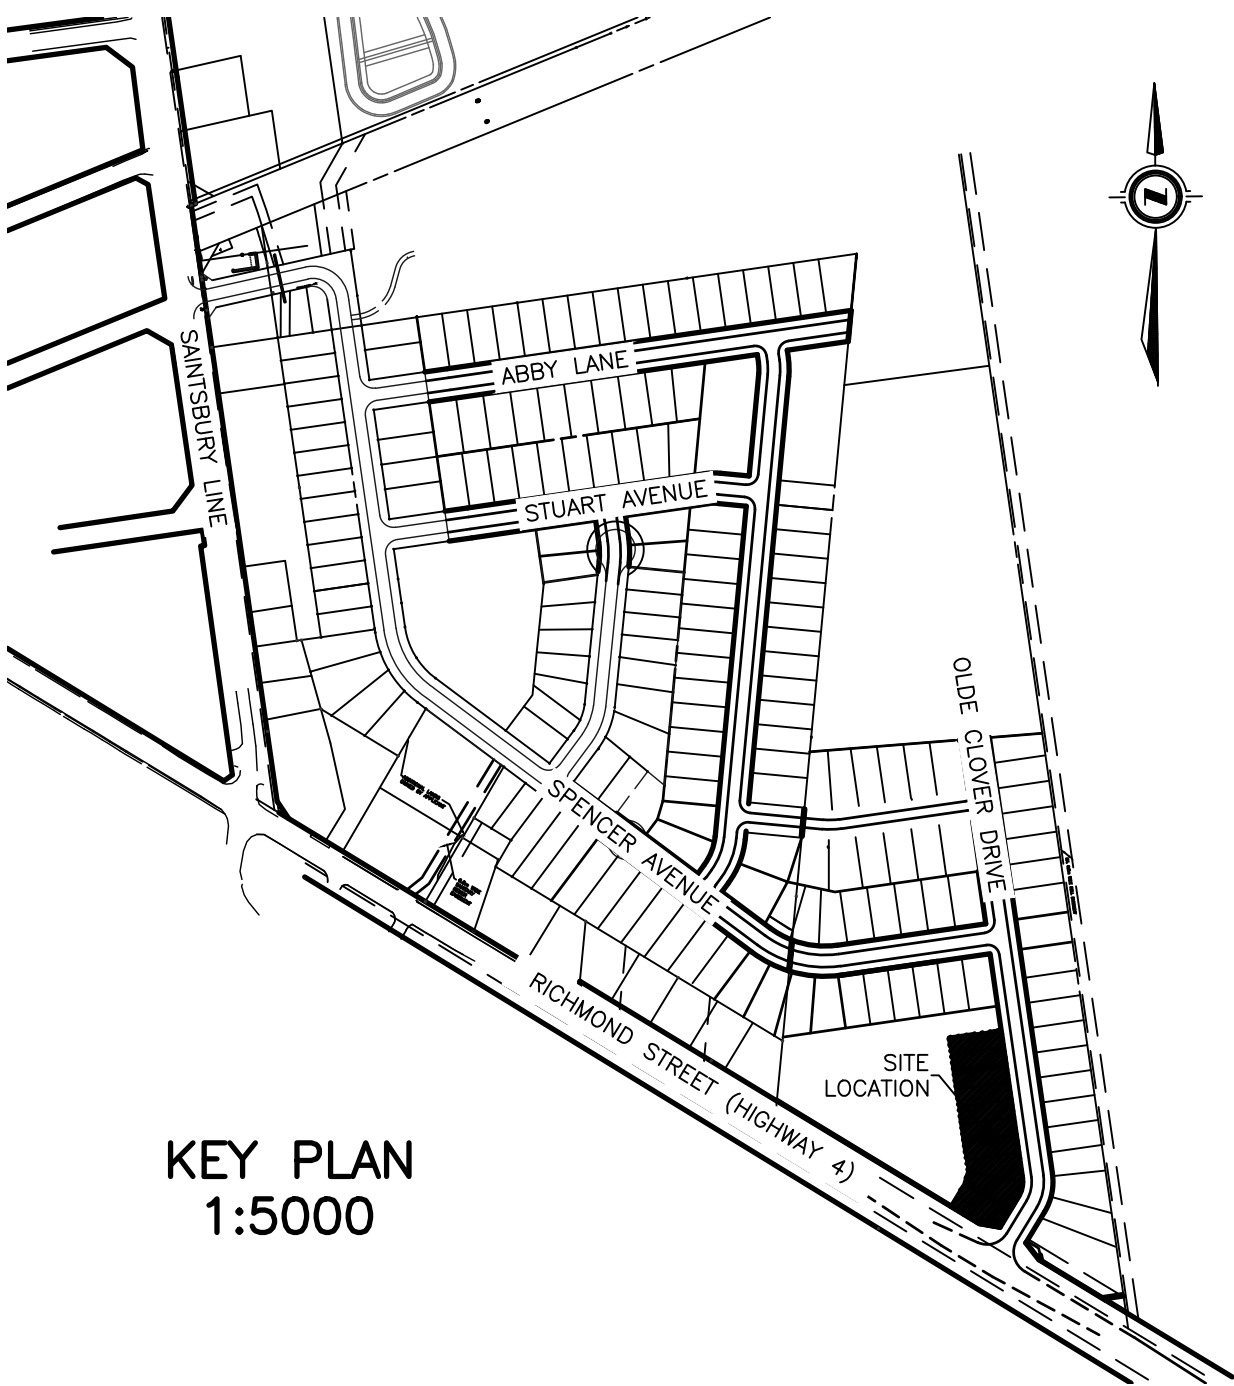 SAINTSBURY LINE
ABBY LANE
STUART AVENUE
OLDE CLOVER DRIVE
SPENCER AVENUE
RICHMOND STREET (HIGHWAY 4)
SITE
LOCATION
KEY PLAN
1:5000